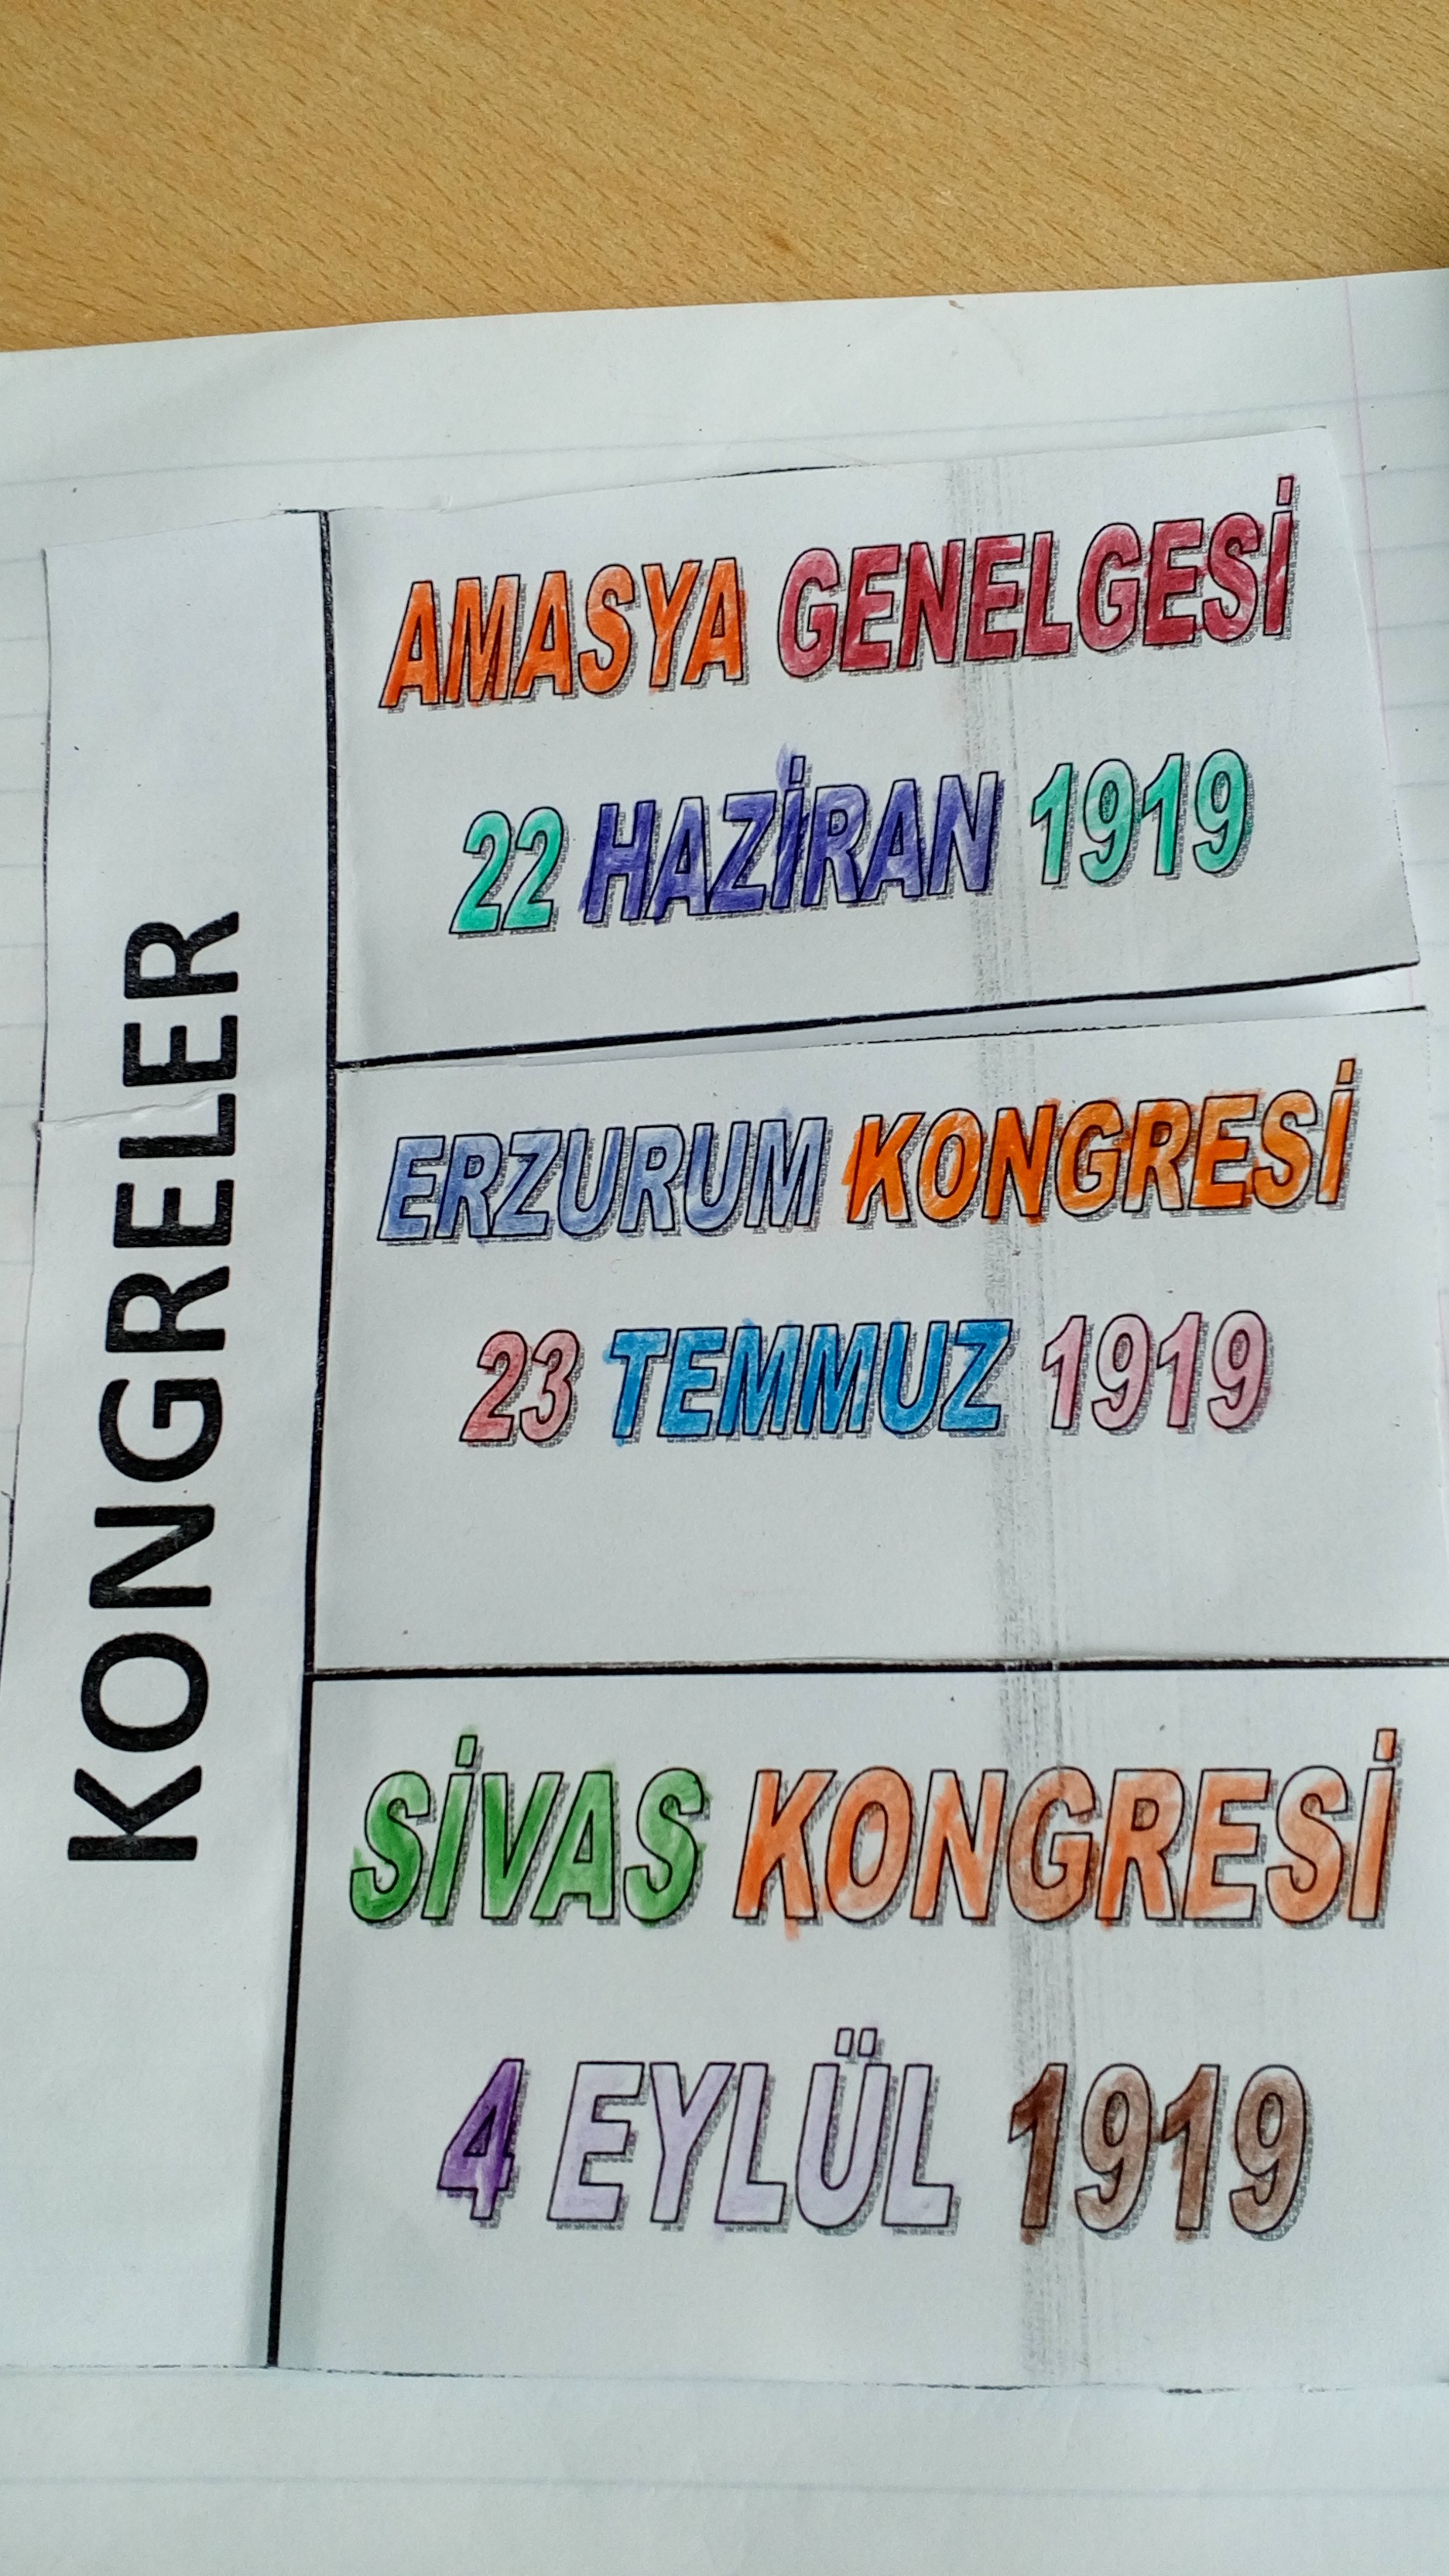 KONGRELER
AMASYA GENELGESİ
22 HAZİRAN 1919
ERZURUM KONGRESİ
23 TEMMUZ 1919
SİVAS KONGRESİ
4 EYLÜL 1919